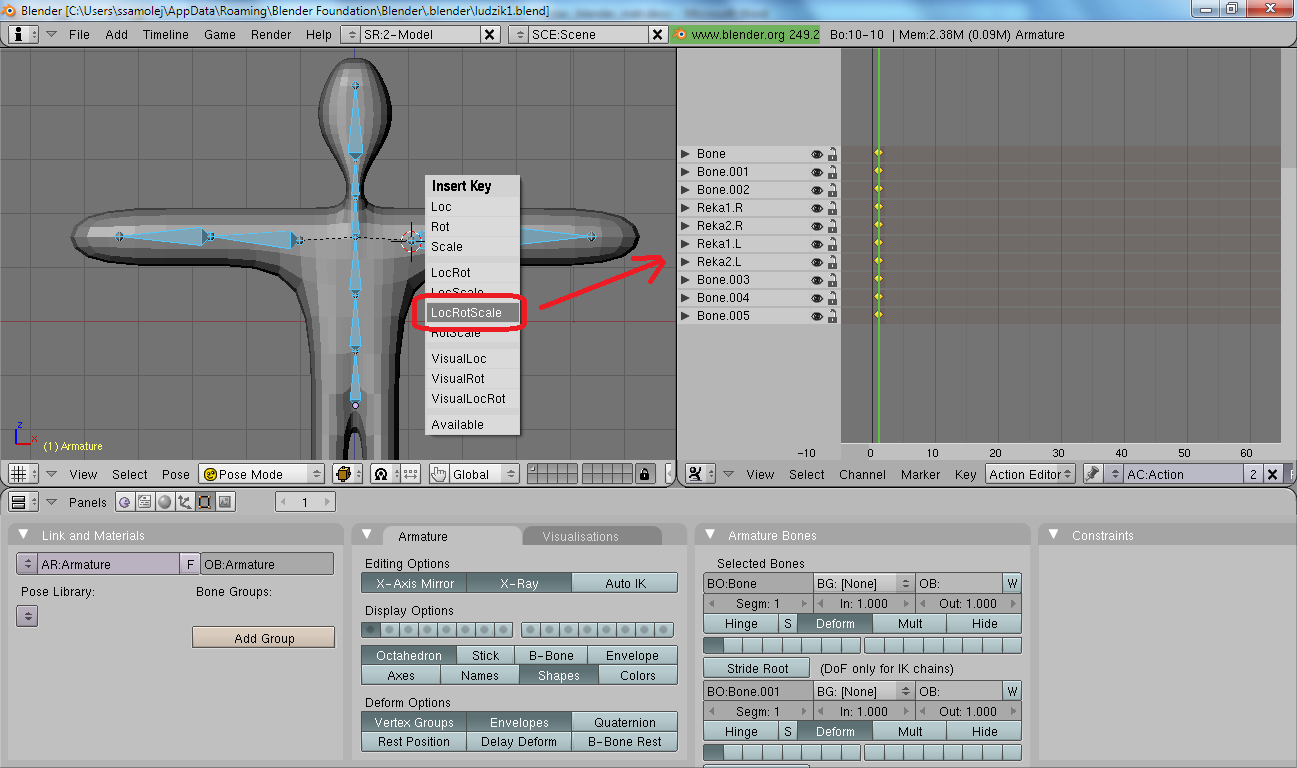 Blender [C:\Users\ssamolej\AppData\Roaming\Blender Foundation\Blender\.blender\ludzik1.blend]
File Add Timeline Game Render Help SR:2-Model SCE:Scene www.blender.org 249.2 Bo:10-10 | Mem:2.38M (0.09M) Armature
Insert Key
Loc
Rot
Scale
LocRot
LocScale
LocRotScale
RotScale
VisualLoc
VisualRot
VisualLocRot
Available
z
x
(1) Armature
Bone
Bone.001
Bone.002
Reka1.R
Reka2.R
Reka1.L
Reka2.L
Bone.003
Bone.004
Bone.005
-10 0 10 20 30 40 50 60
View Select Pose Pose Mode Global
View Select Channel Marker Key Action Editor AC:Action 2 F
Panels 1
Link and Materials
AR:Armature F OB:Armature
Pose Library: Bone Groups:
Add Group
Armature Visualisations
Editing Options
X-Axis Mirror X-Ray Auto IK
Display Options
Octahedron Stick B-Bone Envelope
Axes Names Shapes Colors
Deform Options
Vertex Groups Envelopes Quaternion
Rest Position Delay Deform B-Bone Rest
Armature Bones
Selected Bones
BO:Bone BG: [None] OB: W
Segm: 1 In: 1.000 Out: 1.000
Hinge S Deform Mult Hide
Stride Root (DoF only for IK chains)
BO:Bone.001 BG: [None] OB: W
Segm: 1 In: 1.000 Out: 1.000
Hinge S Deform Mult Hide
Constraints